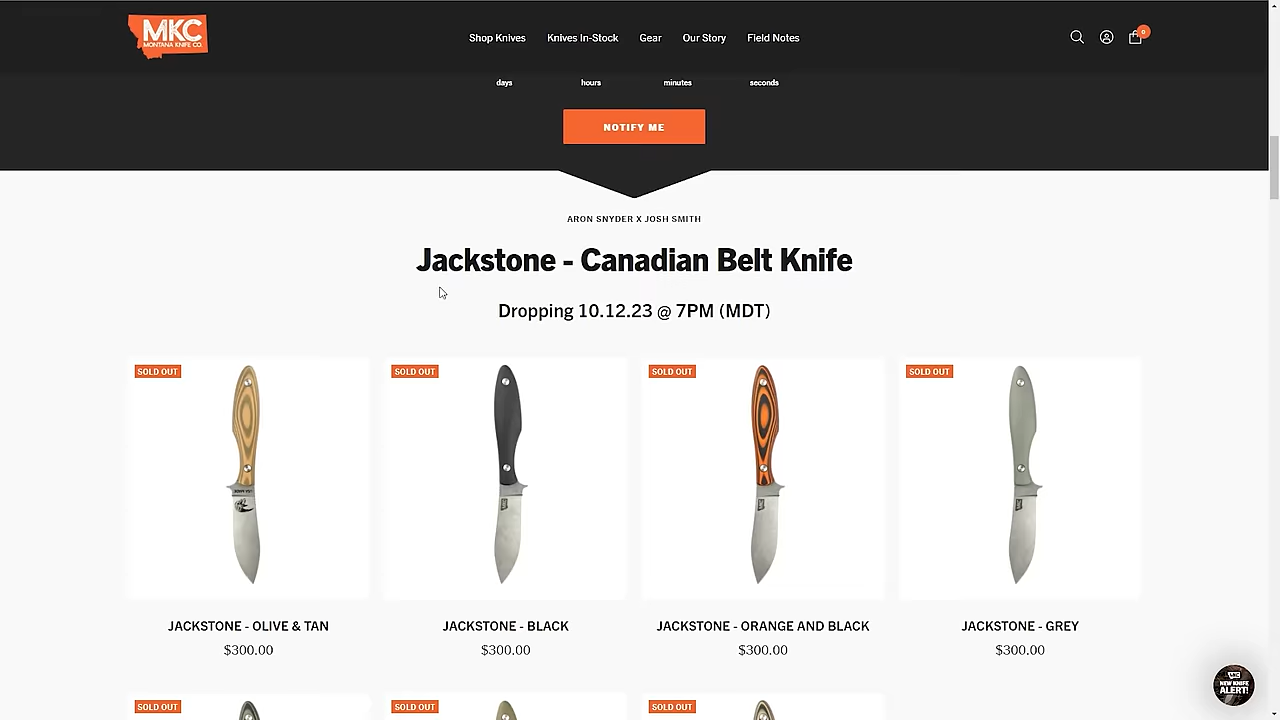 MKC
MONTANA KNIFE CO.
Shop Knives
Knives In-Stock
Gear
Our Story
Field Notes
0
days
hours
minutes
seconds
NOTIFY ME
ARON SNYDER X JOSH SMITH
Jackstone - Canadian Belt Knife
Dropping 10.12.23 @ 7PM (MDT)
SOLD OUT
SOLD OUT
SOLD OUT
SOLD OUT
JACKSTONE - OLIVE & TAN
JACKSTONE - BLACK
JACKSTONE - ORANGE AND BLACK
JACKSTONE - GREY
$300.00
$300.00
$300.00
$300.00
SOLD OUT
SOLD OUT
SOLD OUT
MKC
NEW KNIFE
ALERT!